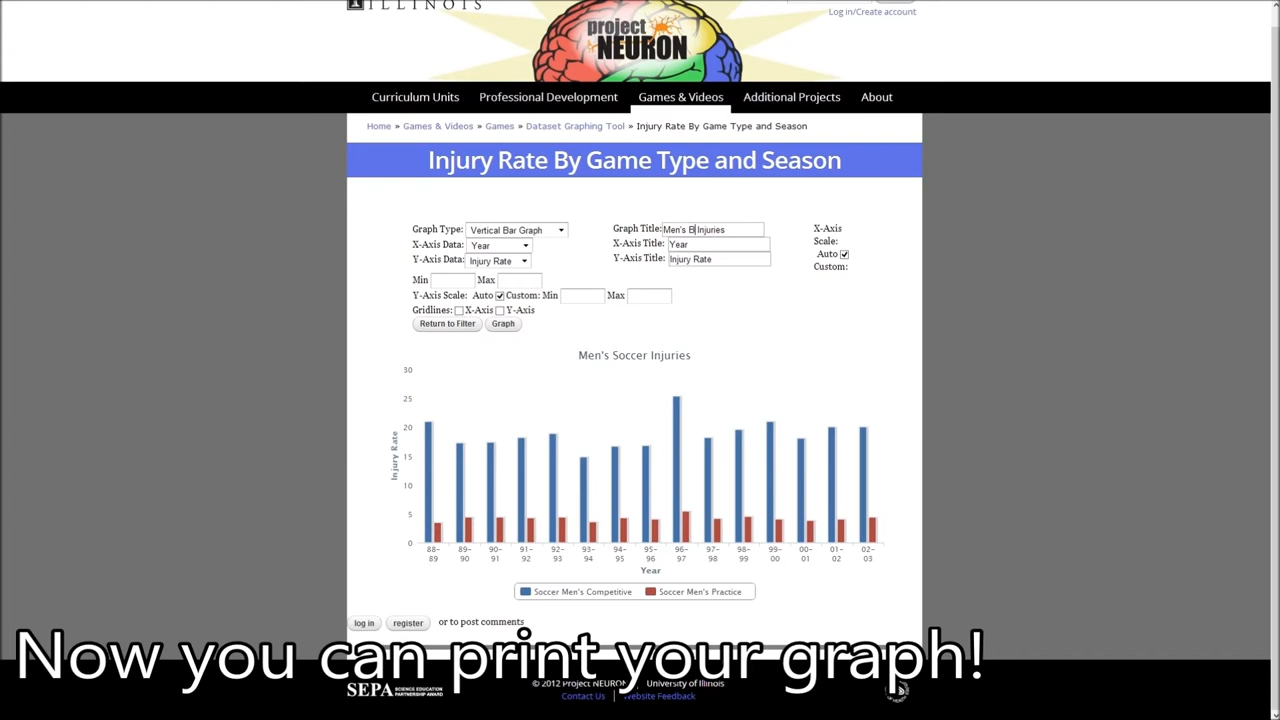 ILLINOIS
Log in/Create account
project
NEURON
Curriculum Units Professional Development Games & Videos Additional Projects About
Home » Games & Videos » Games » Dataset Graphing Tool » Injury Rate By Game Type and Season
Injury Rate By Game Type and Season
Graph Type: Vertical Bar Graph Graph Title: Men's B Injuries X-Axis
X-Axis Data: Year X-Axis Title: Year Scale:
Y-Axis Data: Injury Rate Y-Axis Title: Injury Rate Auto
Custom:
Min Max
Y-Axis Scale: Auto Custom: Min Max
Gridlines: X-Axis Y-Axis
Return to Filter Graph
Men's Soccer Injuries
30
25
20
15
10
5
0
Injury Rate
88-89 89-90 90-91 91-92 92-93 93-94 94-95 95-96 96-97 97-98 98-99 99-00 00-01 01-02 02-03
Year
Soccer Men's Competitive Soccer Men's Practice
log in register or to post comments
Now you can print your graph!
SEPA SCIENCE EDUCATION PARTNERSHIP AWARD
© 2012 Project NEURON University of Illinois
Contact Us Website Feedback